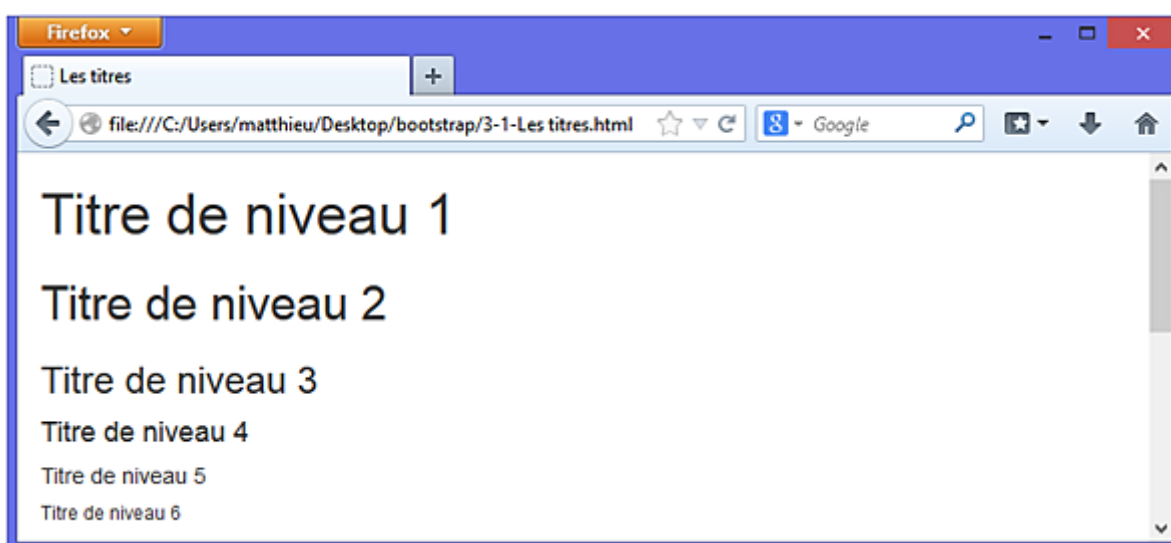 Firefox
Les titres
file:///C:/Users/matthieu/Desktop/bootstrap/3-1-Les titres.html
8 Google
Titre de niveau 1
Titre de niveau 2
Titre de niveau 3
Titre de niveau 4
Titre de niveau 5
Titre de niveau 6